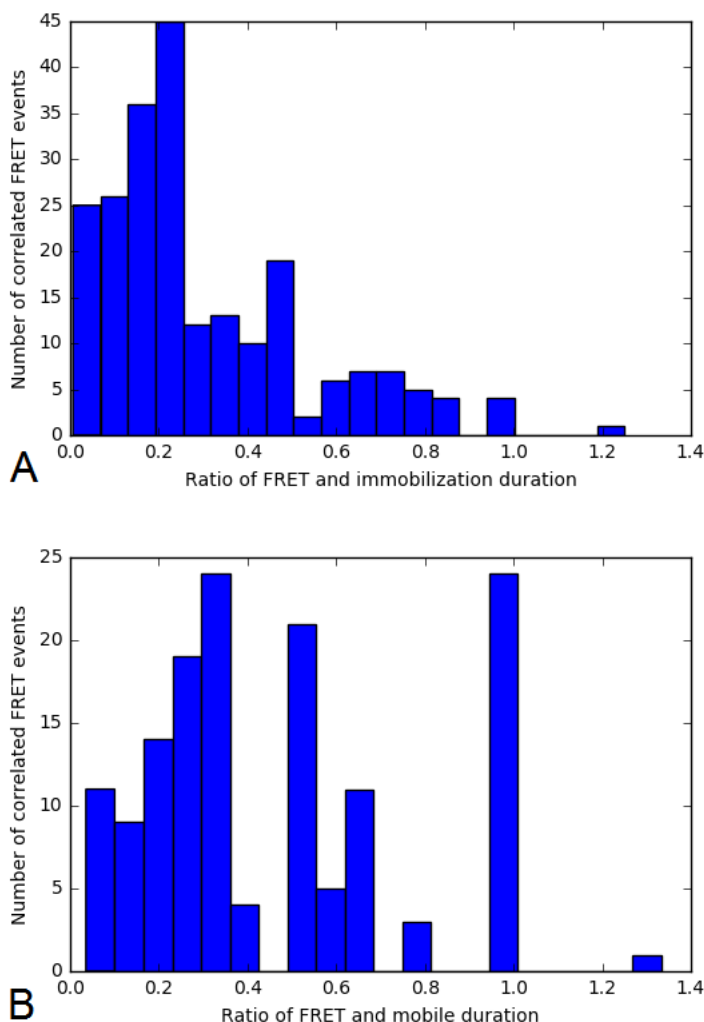 45
40
35
30
25
20
15
10
5
0
Number of correlated FRET events
0.0 0.2 0.4 0.6 0.8 1.0 1.2 1.4
A
Ratio of FRET and immobilization duration
25
20
15
10
5
0
Number of correlated FRET events
0.0 0.2 0.4 0.6 0.8 1.0 1.2 1.4
B
Ratio of FRET and mobile duration